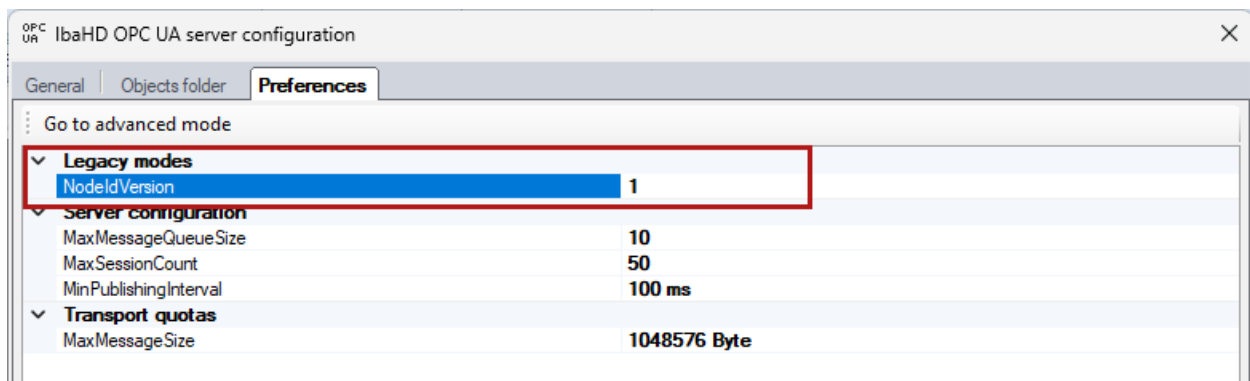 OPC UA IbaHD OPC UA server configuration
General Objects folder Preferences
Go to advanced mode
Legacy modes
NodeIdVersion 1
Server configuration
MaxMessageQueueSize 10
MaxSessionCount 50
MinPublishingInterval 100 ms
Transport quotas
MaxMessageSize 1048576 Byte